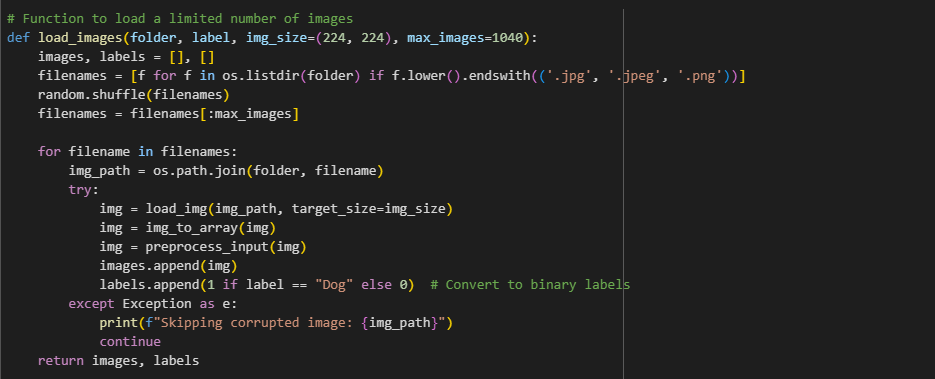 # Function to load a limited number of images
def load_images(folder, label, img_size=(224, 224), max_images=1040):
    images, labels = [], []
    filenames = [f for f in os.listdir(folder) if f.lower().endswith(('.jpg', '.jpeg', '.png'))]
    random.shuffle(filenames)
    filenames = filenames[:max_images]

    for filename in filenames:
        img_path = os.path.join(folder, filename)
        try:
            img = load_img(img_path, target_size=img_size)
            img = img_to_array(img)
            img = preprocess_input(img)
            images.append(img)
            labels.append(1 if label == "Dog" else 0)  # Convert to binary labels
        except Exception as e:
            print(f"Skipping corrupted image: {img_path}")
            continue
    return images, labels